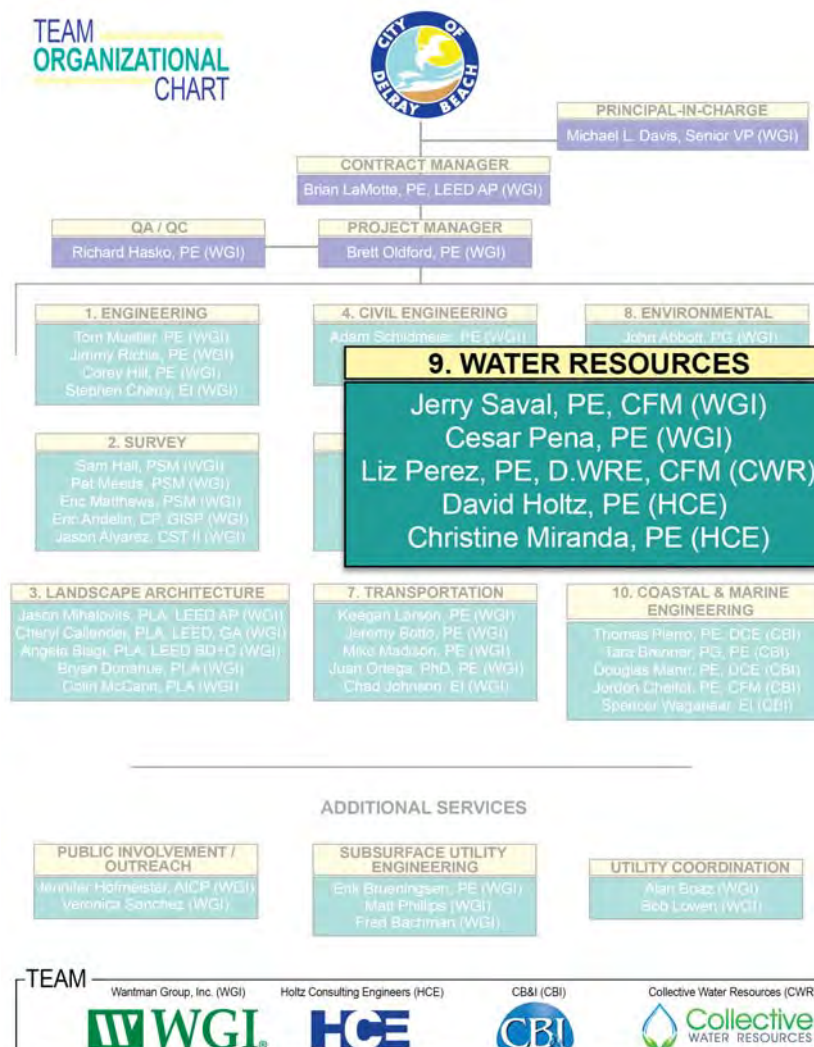 TEAM
ORGANIZATIONAL
CHART
CITY OF
DELRAY BEACH
PRINCIPAL-IN-CHARGE
Michael L. Davis, Senior VP (WGI)
CONTRACT MANAGER
Brian LaMotte, PE, LEED AP (WGI)
QA / QC
Richard Hasko, PE (WGI)
PROJECT MANAGER
Brett Oldford, PE (WGI)
1. ENGINEERING
Tom Mueller, PE (WGI)
Jimmy Richie, PE (WGI)
Corey Hill, PE (WGI)
Stephen Cherry, EI (WGI)
4. CIVIL ENGINEERING
Adam Schildmeier, PE (WGI)
8. ENVIRONMENTAL
John Abbott, PG (WGI)
9. WATER RESOURCES
Jerry Saval, PE, CFM (WGI)
Cesar Pena, PE (WGI)
Liz Perez, PE, D.WRE, CFM (CWR)
David Holtz, PE (HCE)
Christine Miranda, PE (HCE)
2. SURVEY
Sam Hall, PSM (WGI)
Pat Meeds, PSM (WGI)
Eric Matthews, PSM (WGI)
Eric Andelin, CP, GISP (WGI)
Jason Alvarez, CST II (WGI)
3. LANDSCAPE ARCHITECTURE
Jason Mihalovits, PLA, LEED AP (WGI)
Cheryl Callender, PLA, LEED, GA (WGI)
Angela Biagi, PLA, LEED BD+C (WGI)
Bryan Donahue, PLA (WGI)
Colin McCann, PLA (WGI)
7. TRANSPORTATION
Keegan Larson, PE (WGI)
Jeremy Botto, PE (WGI)
Mike Madison, PE (WGI)
Juan Ortega, PhD, PE (WGI)
Chad Johnson, EI (WGI)
10. COASTAL & MARINE
ENGINEERING
Thomas Pierro, PE, DCE (CBI)
Tara Brenner, PG, PE (CBI)
Douglas Mann, PE, DCE (CBI)
Jordon Cheifet, PE, CFM (CBI)
Spencer Waganaar, EI (CBI)
ADDITIONAL SERVICES
PUBLIC INVOLVEMENT /
OUTREACH
Jennifer Hofmeister, AICP (WGI)
Veronica Sanchez (WGI)
SUBSURFACE UTILITY
ENGINEERING
Erik Brueningsen, PE (WGI)
Matt Phillips (WGI)
Fred Bachman (WGI)
UTILITY COORDINATION
Alan Boaz (WGI)
Bob Lowen (WGI)
TEAM
Wantman Group, Inc. (WGI)
WGI
Holtz Consulting Engineers (HCE)
HCE
CB&I (CBI)
CB&I
Collective Water Resources (CWR
Collective
WATER RESOURCES